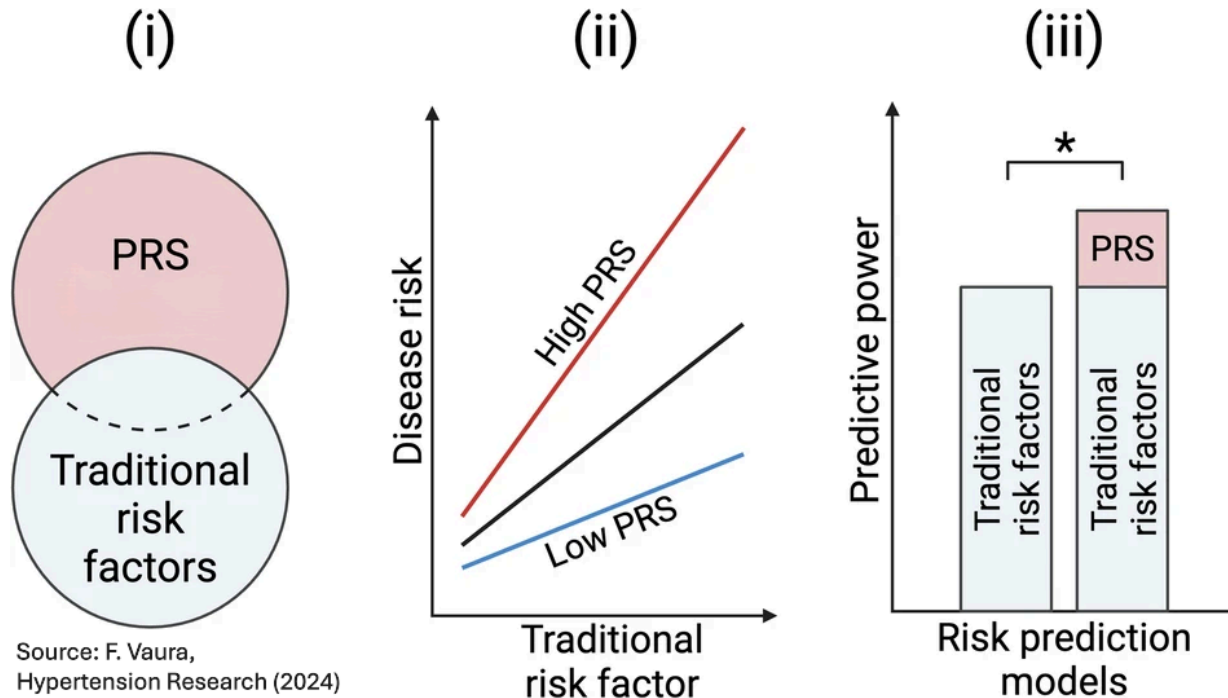 (i)
PRS
Traditional
risk
factors
Source: F. Vaura,
Hypertension Research (2024)
(ii)
Disease risk
High PRS
Low PRS
Traditional
risk factor
(iii)
*
Predictive power
Traditional
risk factors
PRS
Traditional
risk factors
Risk prediction
models